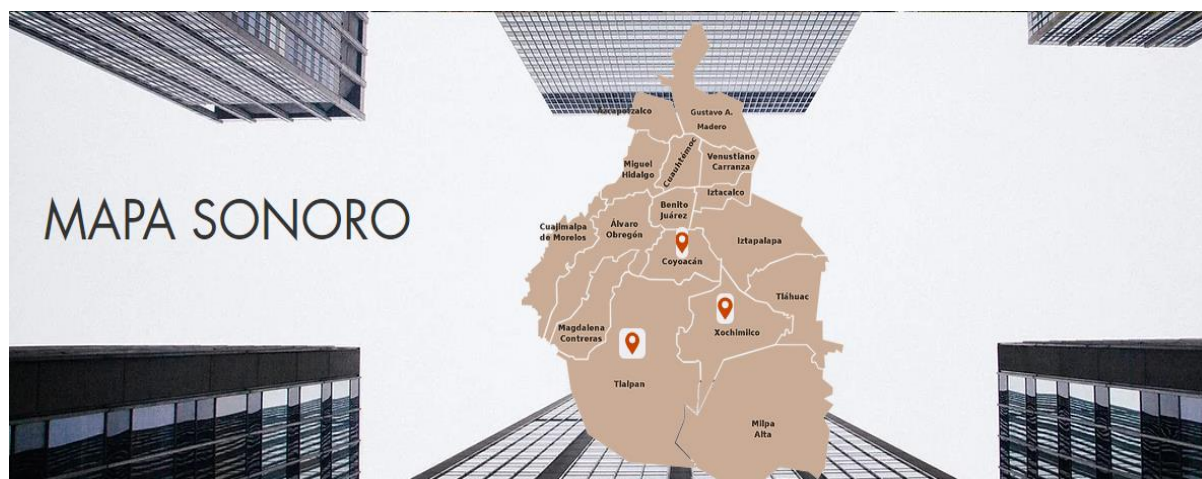 MAPA SONORO
Azcapotzalco
Gustavo A.
Madero
Miguel
Hidalgo
Cuauhtémoc
Venustiano
Carranza
Iztacalco
Benito
Juárez
Cuajimalpa
de Morelos
Álvaro
Obregón
Iztapalapa
Coyoacán
Tláhuac
Magdalena
Contreras
Xochimilco
Tlalpan
Milpa
Alta